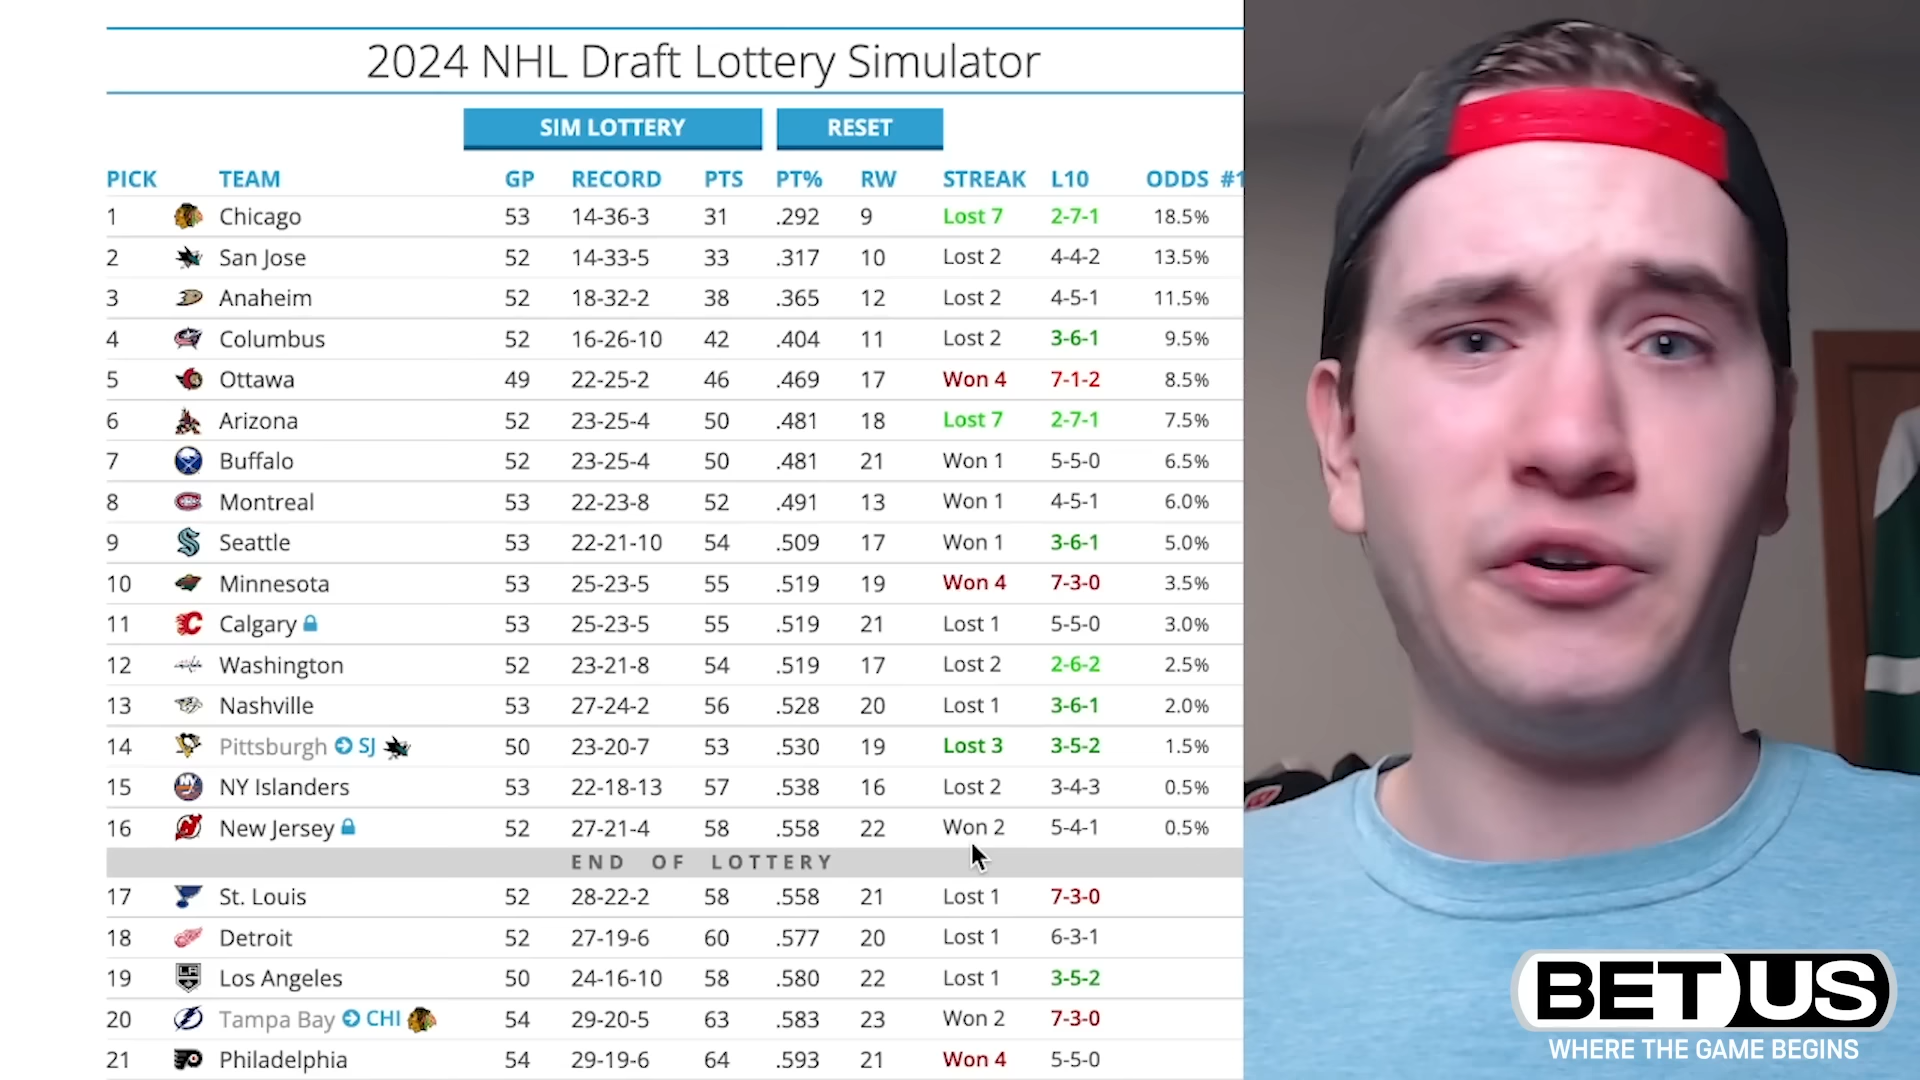 2024 NHL Draft Lottery Simulator
SIM LOTTERY RESET
PICK TEAM GP RECORD PTS PT% RW STREAK L10 ODDS #1
1 Chicago 53 14-36-3 31 .292 9 Lost 7 2-7-1 18.5%
2 San Jose 52 14-33-5 33 .317 10 Lost 2 4-4-2 13.5%
3 Anaheim 52 18-32-2 38 .365 12 Lost 2 4-5-1 11.5%
4 Columbus 52 16-26-10 42 .404 11 Lost 2 3-6-1 9.5%
5 Ottawa 49 22-25-2 46 .469 17 Won 4 7-1-2 8.5%
6 Arizona 52 23-25-4 50 .481 18 Lost 7 2-7-1 7.5%
7 Buffalo 52 23-25-4 50 .481 21 Won 1 5-5-0 6.5%
8 Montreal 53 22-23-8 52 .491 13 Won 1 4-5-1 6.0%
9 Seattle 53 22-21-10 54 .509 17 Won 1 3-6-1 5.0%
10 Minnesota 53 25-23-5 55 .519 19 Won 4 7-3-0 3.5%
11 Calgary 53 25-23-5 55 .519 21 Lost 1 5-5-0 3.0%
12 Washington 52 23-21-8 54 .519 17 Lost 2 2-6-2 2.5%
13 Nashville 53 27-24-2 56 .528 20 Lost 1 3-6-1 2.0%
14 Pittsburgh SJ 50 23-20-7 53 .530 19 Lost 3 3-5-2 1.5%
15 NY Islanders 53 22-18-13 57 .538 16 Lost 2 3-4-3 0.5%
16 New Jersey 52 27-21-4 58 .558 22 Won 2 5-4-1 0.5%
END OF LOTTERY
17 St. Louis 52 28-22-2 58 .558 21 Lost 1 7-3-0
18 Detroit 52 27-19-6 60 .577 20 Lost 1 6-3-1
19 Los Angeles 50 24-16-10 58 .580 22 Lost 1 3-5-2
20 Tampa Bay CHI 54 29-20-5 63 .583 23 Won 2 7-3-0
21 Philadelphia 54 29-19-6 64 .593 21 Won 4 5-5-0
BETUS
WHERE THE GAME BEGINS